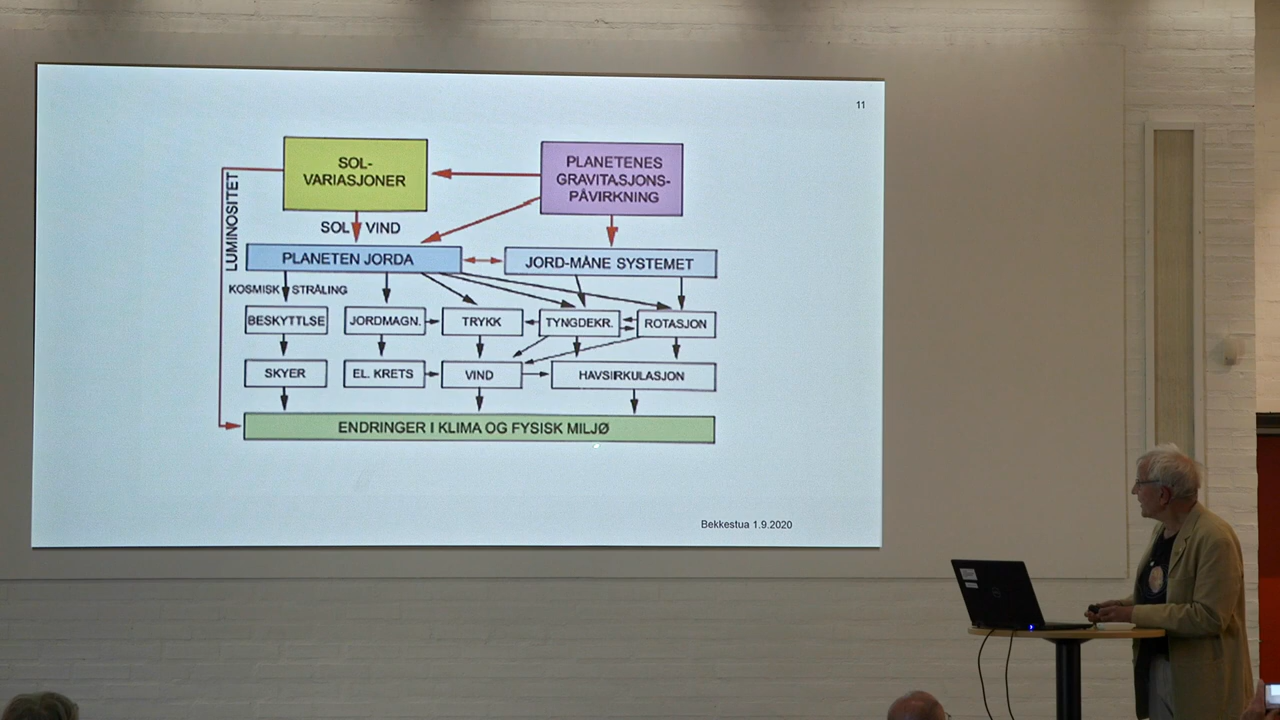 11
SOL-
VARIASJONER
PLANETENES
GRAVITASJONS-
PÅVIRKNING
LUMINOSITET
SOL VIND
PLANETEN JORDA
JORD-MÅNE SYSTEMET
KOSMISK STRÅLING
BESKYTTLSE
JORDMAGN.
TRYKK
TYNGDEKR.
ROTASJON
SKYER
EL. KRETS
VIND
HAVSIRKULASJON
ENDRINGER I KLIMA OG FYSISK MILJØ
Bekkestua 1.9.2020